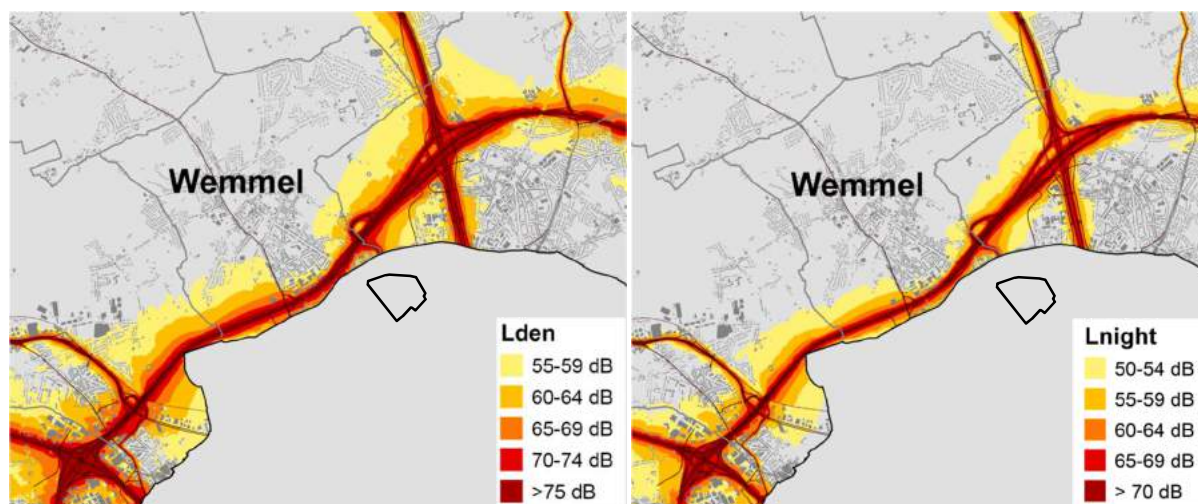 Wemmel
Lden
55-59 dB
60-64 dB
65-69 dB
70-74 dB
>75 dB
Wemmel
Lnight
50-54 dB
55-59 dB
60-64 dB
65-69 dB
> 70 dB